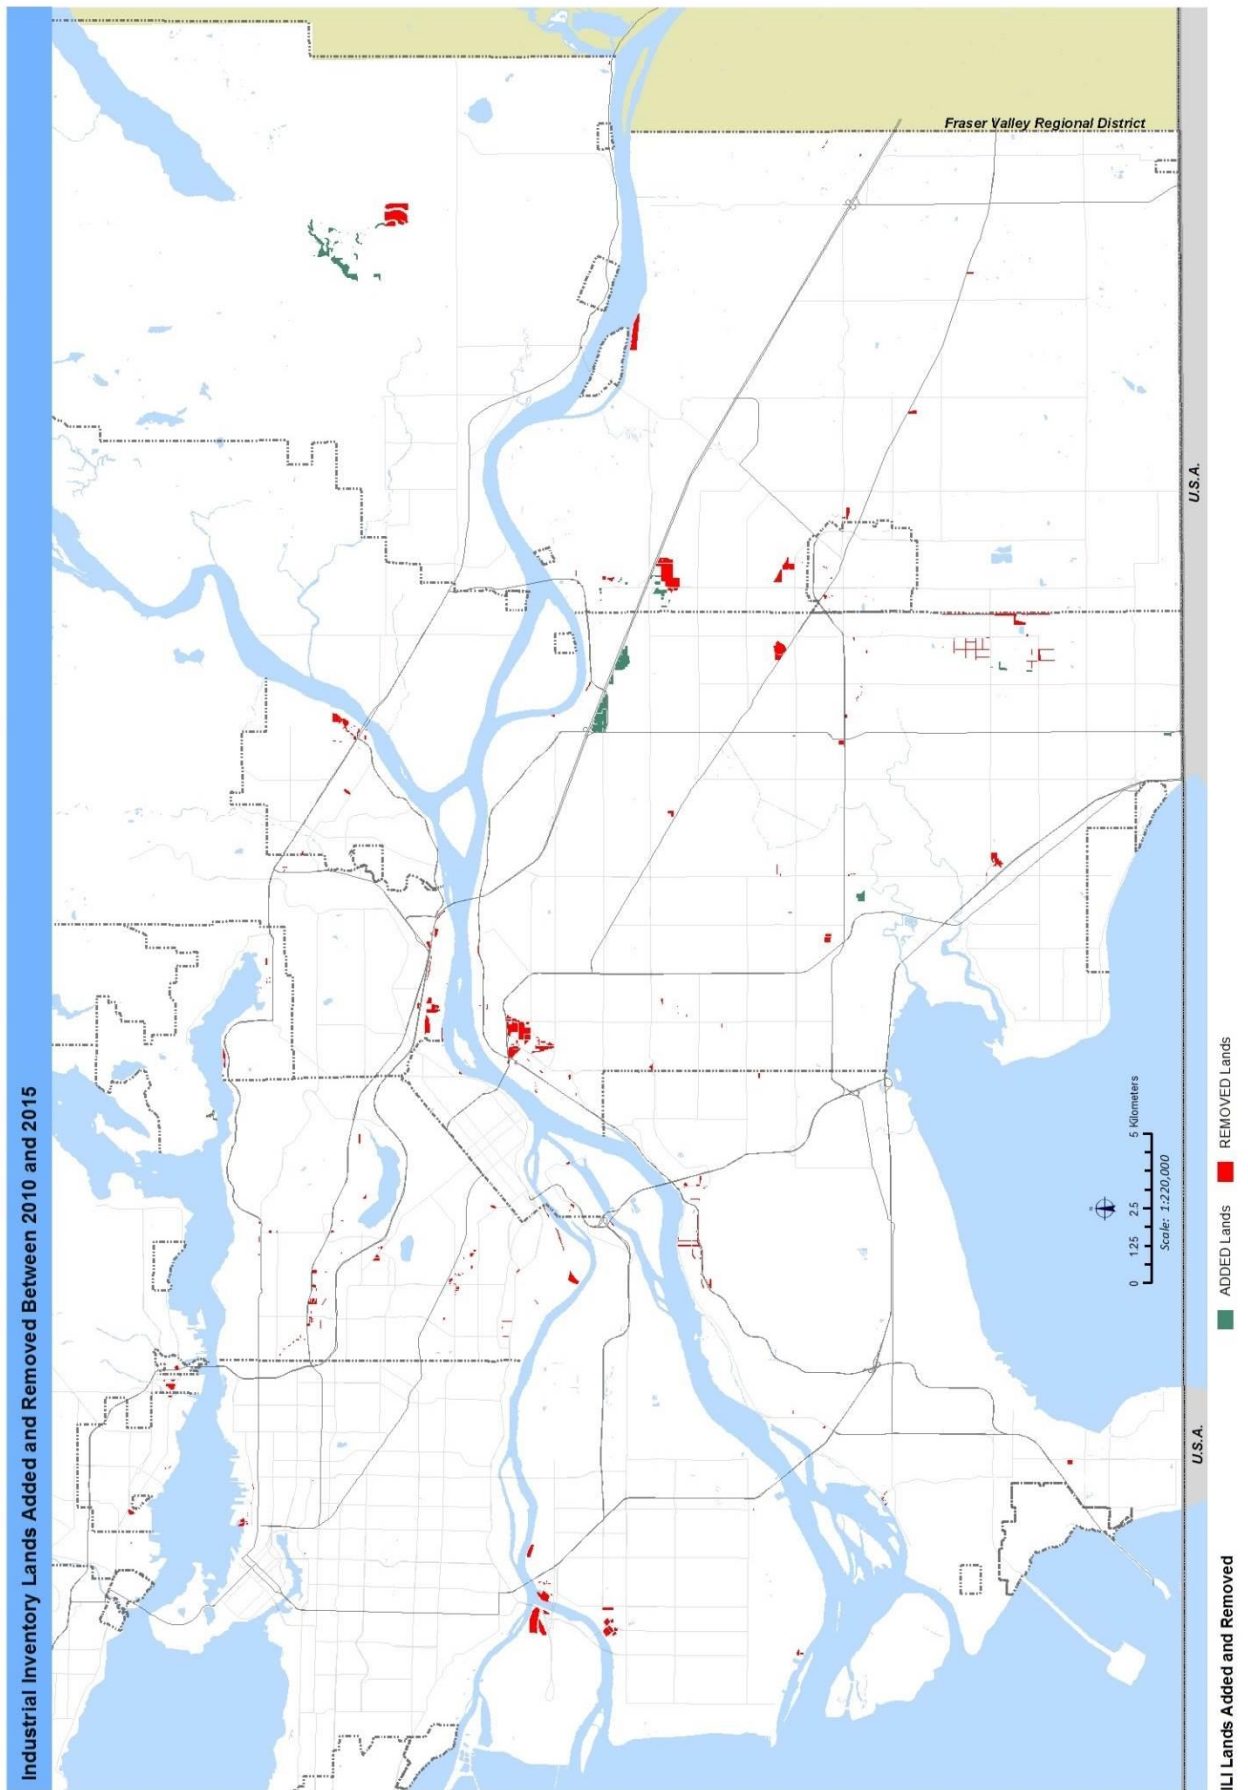 Industrial Inventory Lands Added and Removed Between 2010 and 2015
Fraser Valley Regional District
U.S.A.
U.S.A.
0 1.25 2.5 5 Kilometers
Scale: 1:220,000
ILI Lands Added and Removed
ADDED Lands
REMOVED Lands